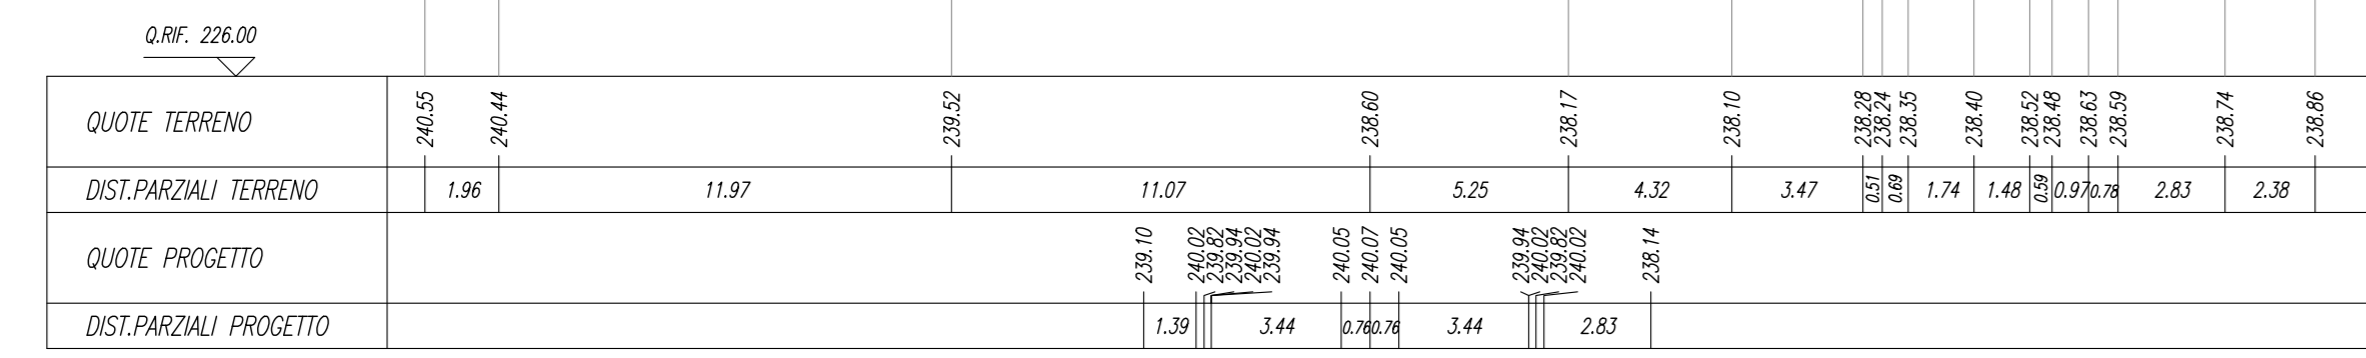 Q.RIF. 226.00
QUOTE TERRENO 240.55 240.44 239.52 238.60 238.17 238.10 238.28 238.24 238.35 238.40 238.52 238.48 238.63 238.59 238.74 238.86
DIST.PARZIALI TERRENO 1.96 11.97 11.07 5.25 4.32 3.47 0.51 0.69 1.74 1.48 0.59 0.97 0.78 2.83 2.38
QUOTE PROGETTO 239.10 240.02 239.82 239.94 240.02 239.94 240.05 240.07 240.05 239.94 240.02 239.82 240.02 238.14
DIST.PARZIALI PROGETTO 1.39 3.44 0.76 0.76 3.44 2.83